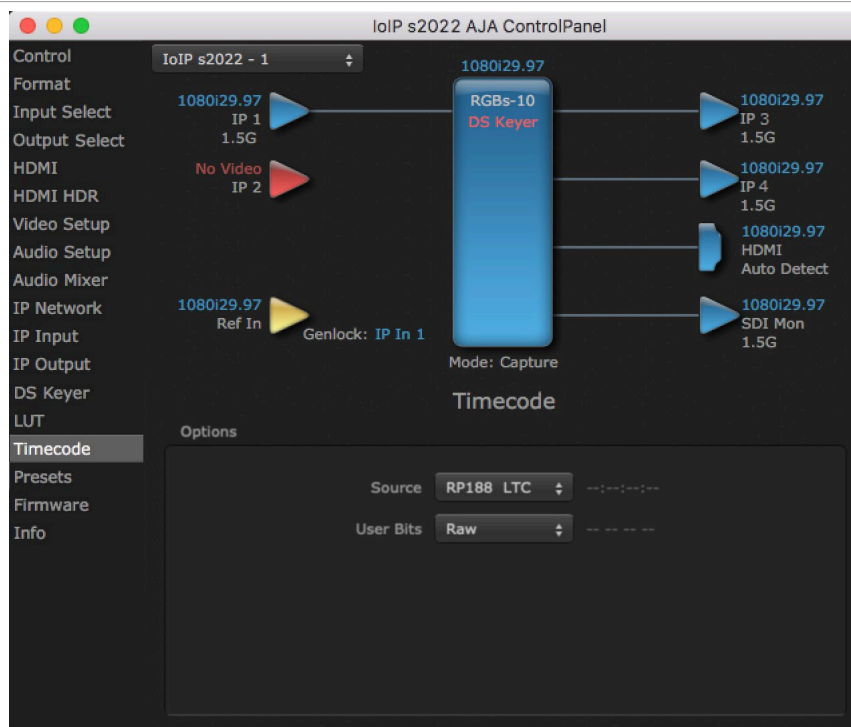 IoIP s2022 AJA ControlPanel
Control
Format
Input Select
Output Select
HDMI
HDMI HDR
Video Setup
Audio Setup
Audio Mixer
IP Network
IP Input
IP Output
DS Keyer
LUT
Timecode
Presets
Firmware
Info
IoIP s2022 - 1
1080i29.97
1080i29.97
IP 1
1.5G
No Video
IP 2
1080i29.97
Ref In
Genlock: IP In 1
RGBs-10
DS Keyer
Mode: Capture
1080i29.97
IP 3
1.5G
1080i29.97
IP 4
1.5G
1080i29.97
HDMI
Auto Detect
1080i29.97
SDI Mon
1.5G
Timecode
Options
Source RP188 LTC --:--:--:--
User Bits Raw -- -- -- --